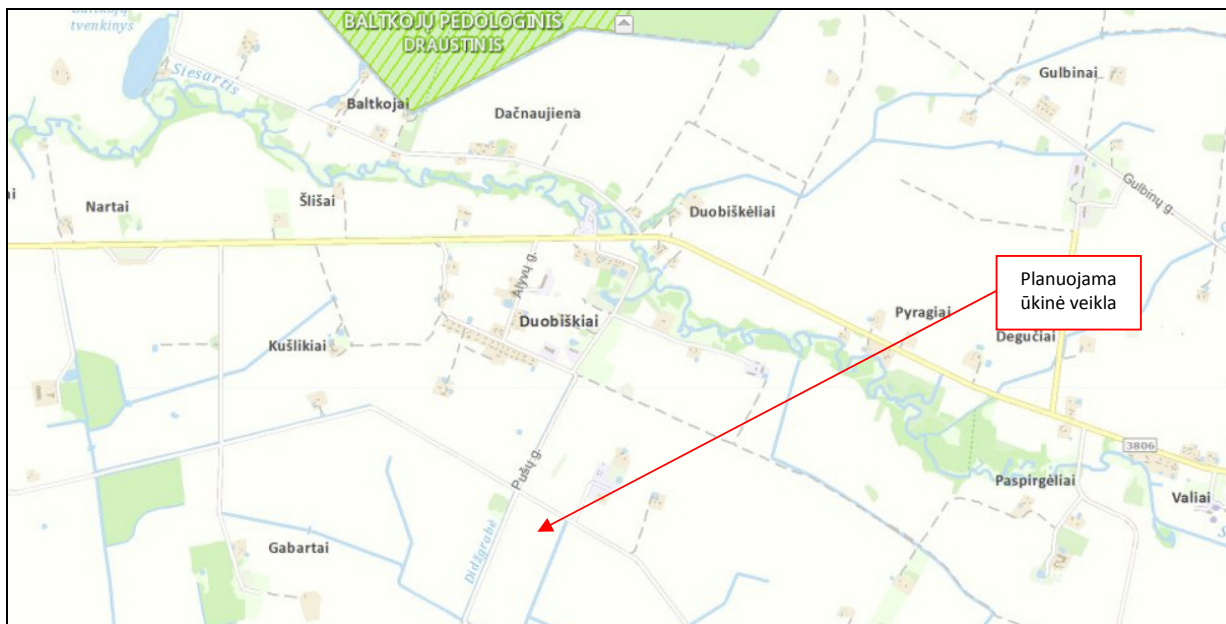 tvenkinys
BALTKOJŲ PEDOLOGINIS
DRAUSTINIS
Siesartis
Gulbinai
Baltkojai
Dačnaujiena
Gulbinų g.
Nartai
Šlišai
Duobiškėliai
Alyvų g.
Planuojama
ūkinė veikla
Duobiškiai
Pyragiai
Degučiai
Kušlikiai
3806
Pušų g.
Paspirgėliai
Valiai
Didžgrabė
Gabartai